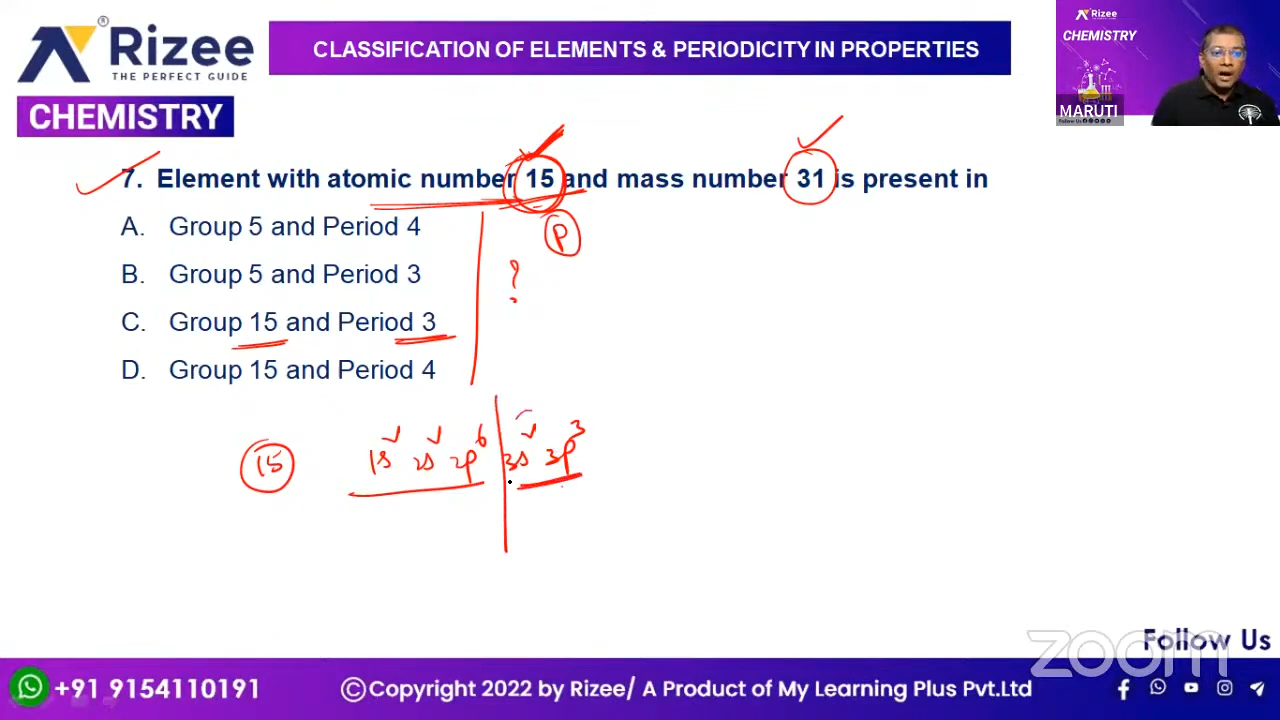 Rizee®
THE PERFECT GUIDE
CHEMISTRY
CLASSIFICATION OF ELEMENTS & PERIODICITY IN PROPERTIES
Rizee
CHEMISTRY
MARUTI
7. Element with atomic number 15 and mass number 31 is present in
P
A. Group 5 and Period 4
B. Group 5 and Period 3
?
C. Group 15 and Period 3
D. Group 15 and Period 4
15 1s² 2s² 2p⁶ 3s² 3p³
Follow Us
zoom
+91 9154110191
©Copyright 2022 by Rizee/ A Product of My Learning Plus Pvt.Ltd